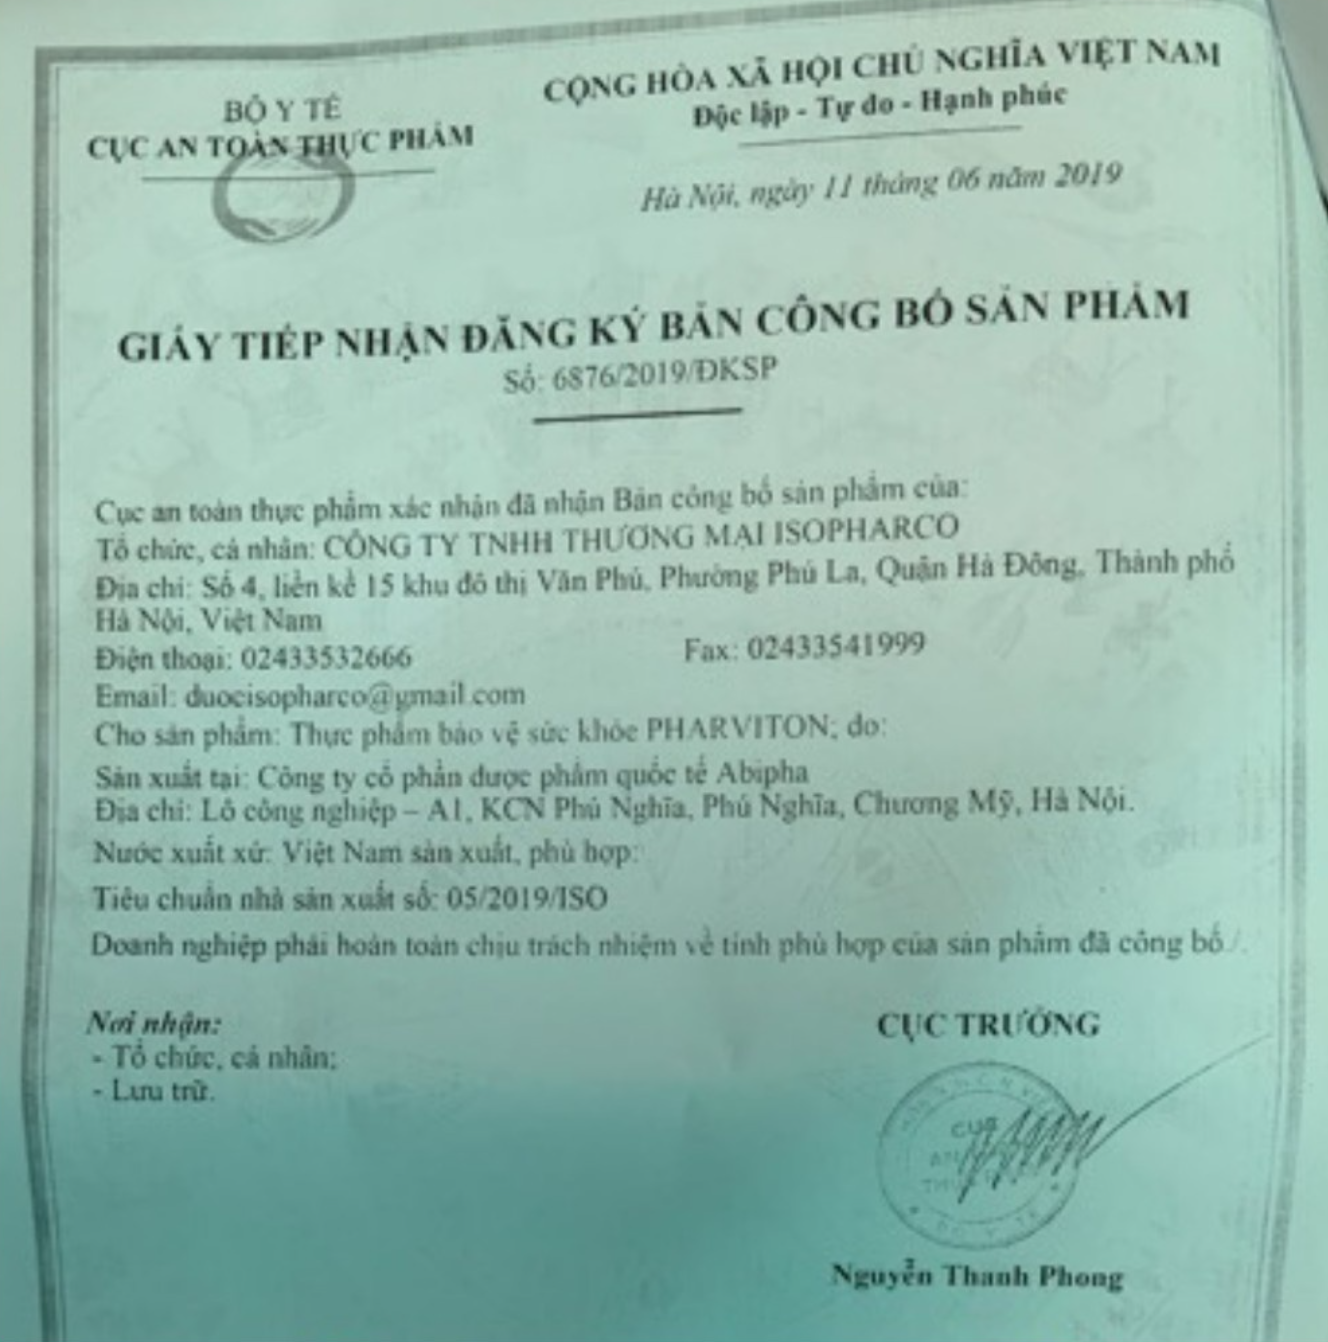 BỘ Y TẾ
CỤC AN TOÀN THỰC PHẨM
CỘNG HÒA XÃ HỘI CHỦ NGHĨA VIỆT NAM
Độc lập - Tự do - Hạnh phúc
Hà Nội, ngày 11 tháng 06 năm 2019
GIẤY TIẾP NHẬN ĐĂNG KÝ BẢN CÔNG BỐ SẢN PHẨM
Số: 6876/2019/ĐKSP
Cục an toàn thực phẩm xác nhận đã nhận Bản công bố sản phẩm của:
Tổ chức, cá nhân: CÔNG TY TNHH THƯƠNG MẠI ISOPHARCO
Địa chỉ: Số 4, liền kề 15 khu đô thị Văn Phú, Phường Phú La, Quận Hà Đông, Thành phố
Hà Nội, Việt Nam
Điện thoại: 02433532666 Fax: 02433541999
Email: duocisopharco@gmail.com
Cho sản phẩm: Thực phẩm bảo vệ sức khỏe PHARVITON; do:
Sản xuất tại: Công ty cổ phần dược phẩm quốc tế Abipha
Địa chỉ: Lô công nghiệp – A1, KCN Phú Nghĩa, Phú Nghĩa, Chương Mỹ, Hà Nội.
Nước xuất xứ: Việt Nam sản xuất, phù hợp:
Tiêu chuẩn nhà sản xuất số: 05/2019/ISO
Doanh nghiệp phải hoàn toàn chịu trách nhiệm về tính phù hợp của sản phẩm đã công bố./.
Nơi nhận:
- Tổ chức, cá nhân;
- Lưu trữ.
CỤC TRƯỞNG
CỤC
AN
Nguyễn Thanh Phong